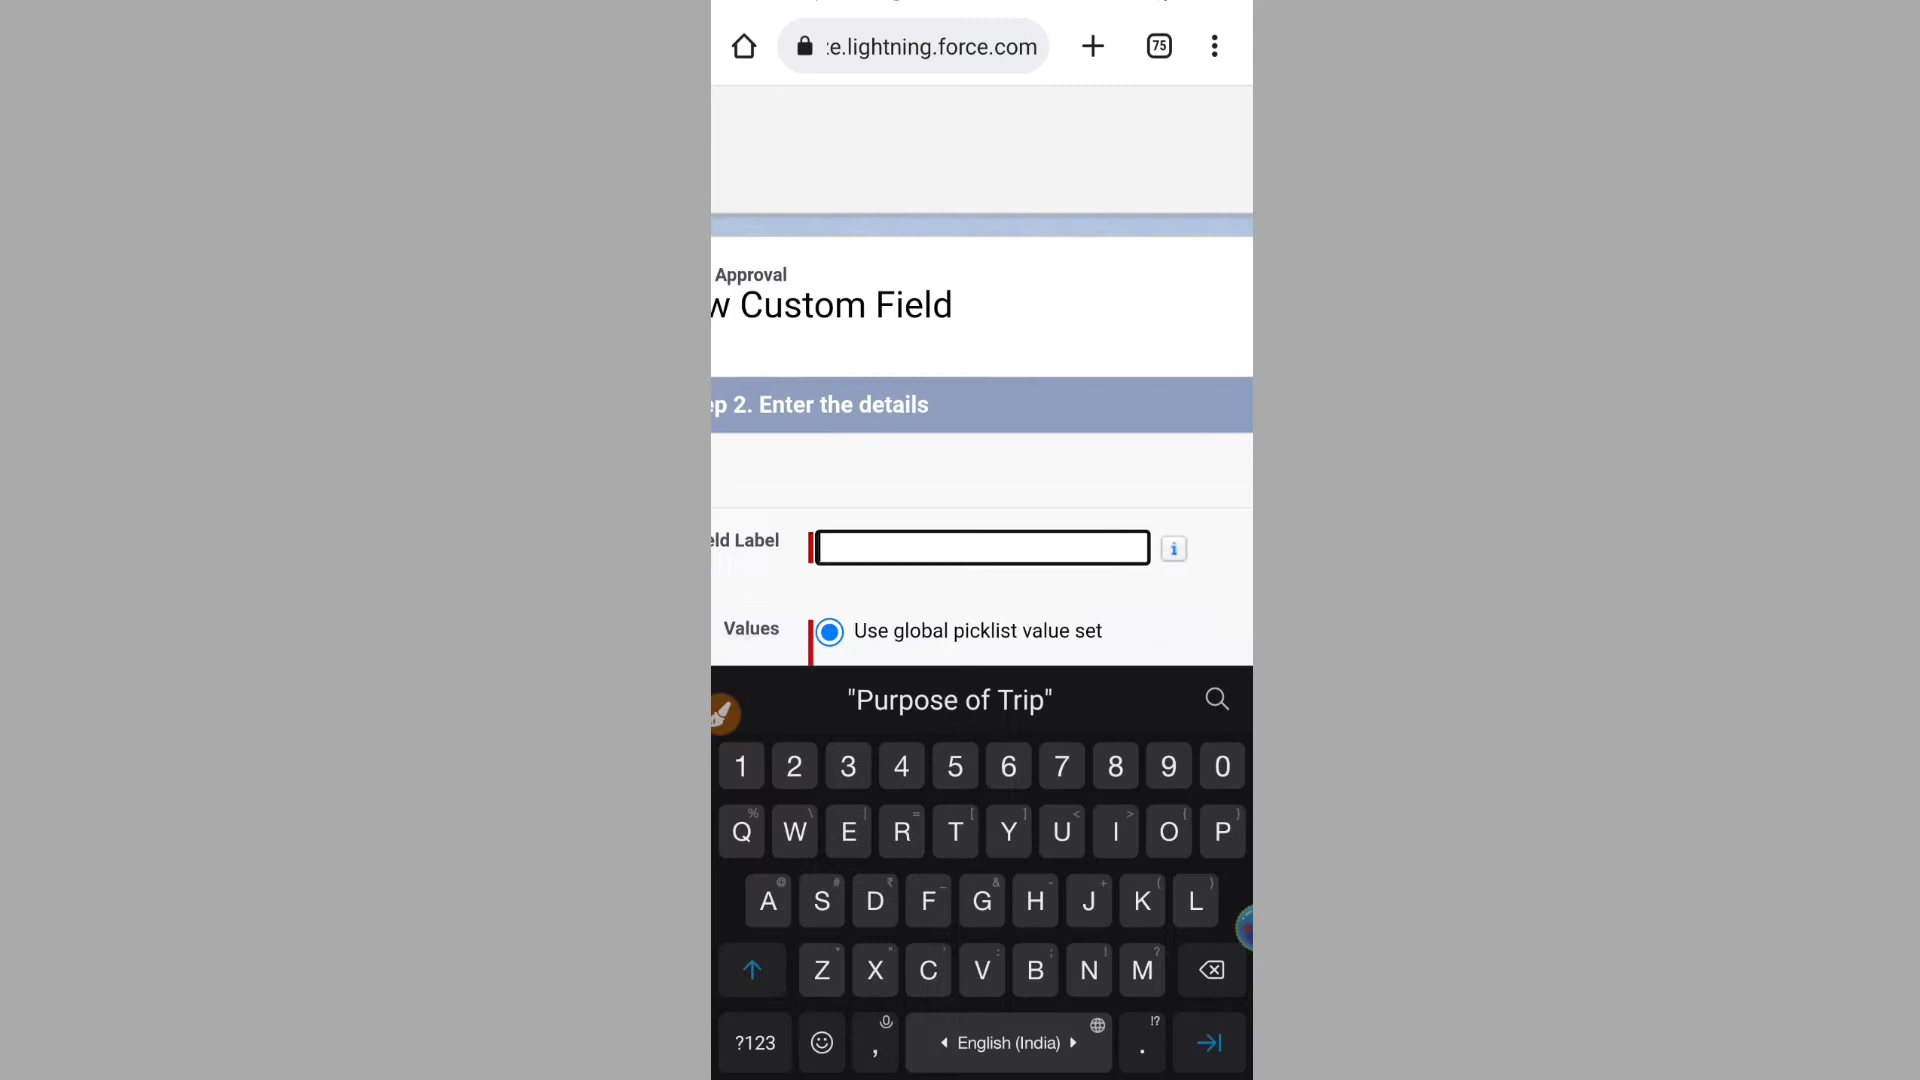 :e.lightning.force.com
75
Approval
w Custom Field
ep 2. Enter the details
eld Label
i
Values
Use global picklist value set
"Purpose of Trip"
1 2 3 4 5 6 7 8 9 0
% \ | = [ ] < > { }
Q W E R T Y U I O P
@ # ₹ _ & - + ( )
A S D F G H J K L
* " ' : ; ! ?
Z X C V B N M
!?
?123 , English (India) .